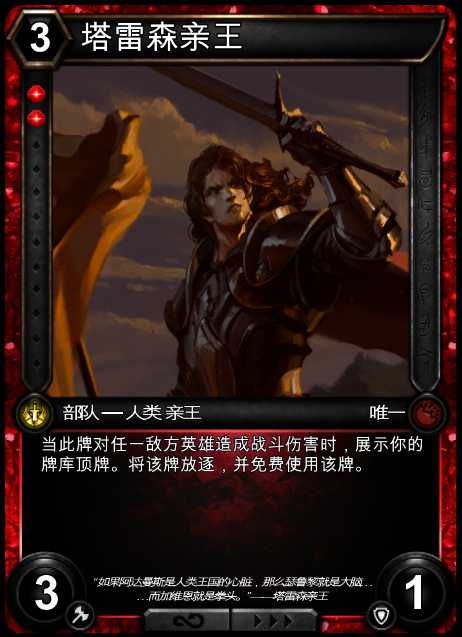 3
塔雷森亲王
部队 — 人类 亲王
唯一
当此牌对任一敌方英雄造成战斗伤害时，展示你的
牌库顶牌。将该牌放逐，并免费使用该牌。
“如果阿达曼斯是人类王国的心脏，那么瑟鲁黎就是大脑. . .
. . .而加维恩就是拳头。”——塔雷森亲王
3
1